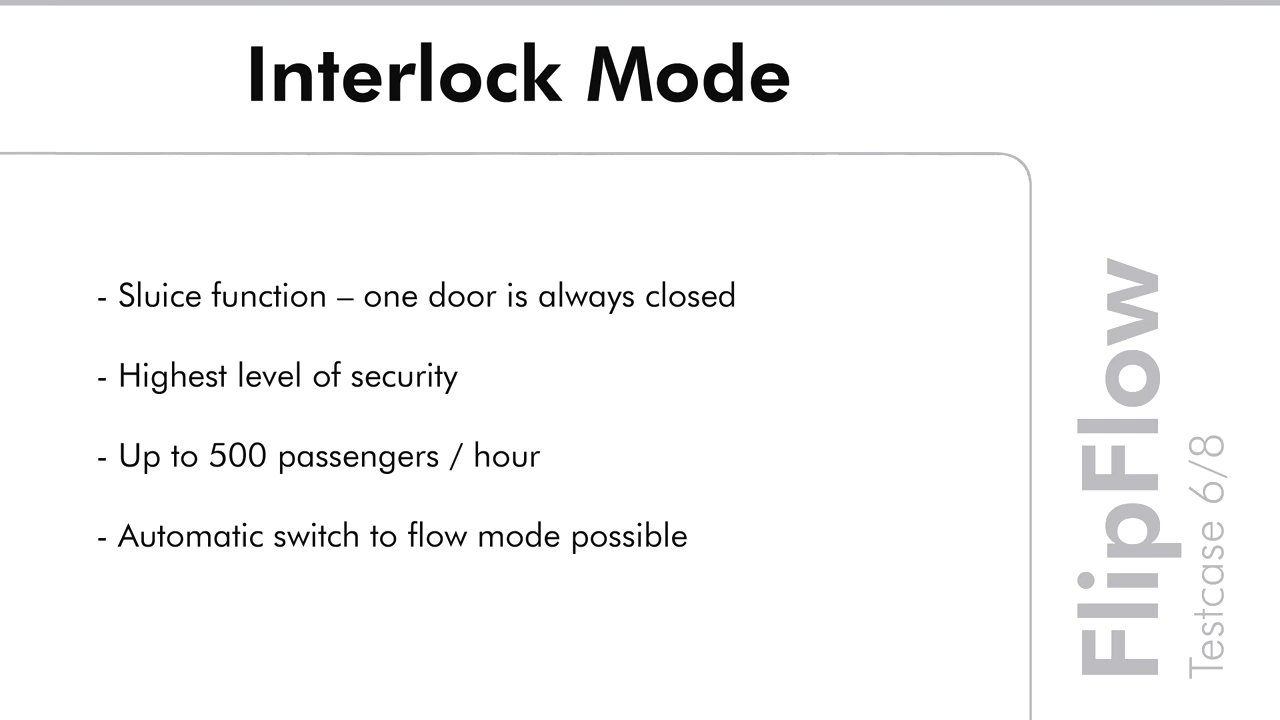 Interlock Mode
- Sluice function – one door is always closed
- Highest level of security
- Up to 500 passengers / hour
- Automatic switch to flow mode possible
FlipFlow
Testcase 6/8